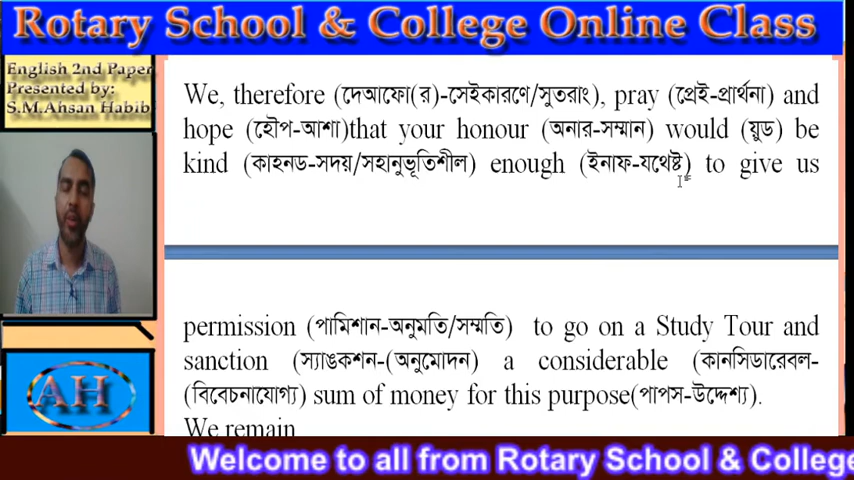 Rotary School & College Online Class
English 2nd Paper
Presented by:
S.M.Ahsan Habib
We, therefore (দেআফো(র)-সেইকারণে/সুতরাং), pray (প্রেই-প্রার্থনা) and
hope (হৌপ-আশা)that your honour (অনার-সম্মান) would (য়ুড) be
kind (কাহনড-সদয়/সহানুভূতিশীল) enough (ইনাফ-যথেষ্ট) to give us
permission (পামিশান-অনুমতি/সম্মতি) to go on a Study Tour and
sanction (স্যাঙকশন-(অনুমোদন) a considerable (কানসিডারেবল-
(বিবেচনাযোগ্য) sum of money for this purpose(পাপস-উদ্দেশ্য).
We remain
AH
Welcome to all from Rotary School & College